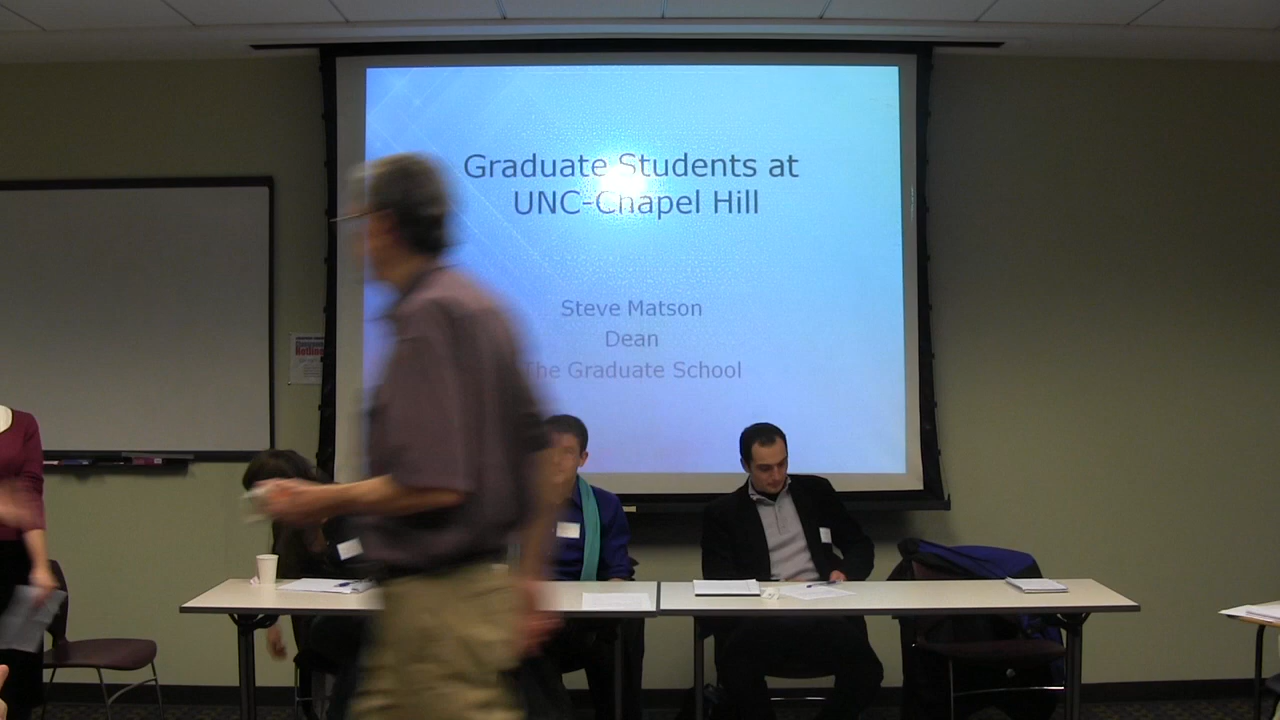 Graduate Students at
UNC-Chapel Hill
Steve Matson
Dean
The Graduate School